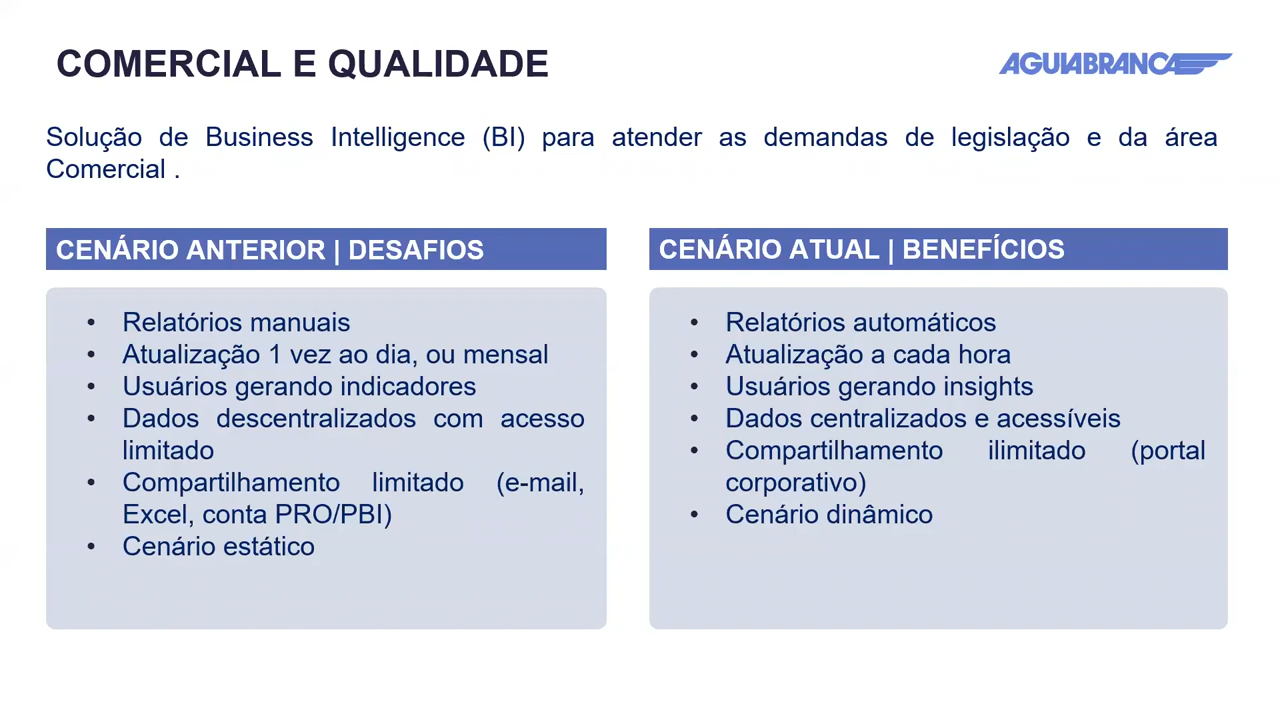 COMERCIAL E QUALIDADE
AGUIABRANCA
Solução de Business Intelligence (BI) para atender as demandas de legislação e da área
Comercial .
CENÁRIO ANTERIOR | DESAFIOS
• Relatórios manuais
• Atualização 1 vez ao dia, ou mensal
• Usuários gerando indicadores
• Dados descentralizados com acesso
limitado
• Compartilhamento limitado (e-mail,
Excel, conta PRO/PBI)
• Cenário estático
CENÁRIO ATUAL | BENEFÍCIOS
• Relatórios automáticos
• Atualização a cada hora
• Usuários gerando insights
• Dados centralizados e acessíveis
• Compartilhamento ilimitado (portal
corporativo)
• Cenário dinâmico